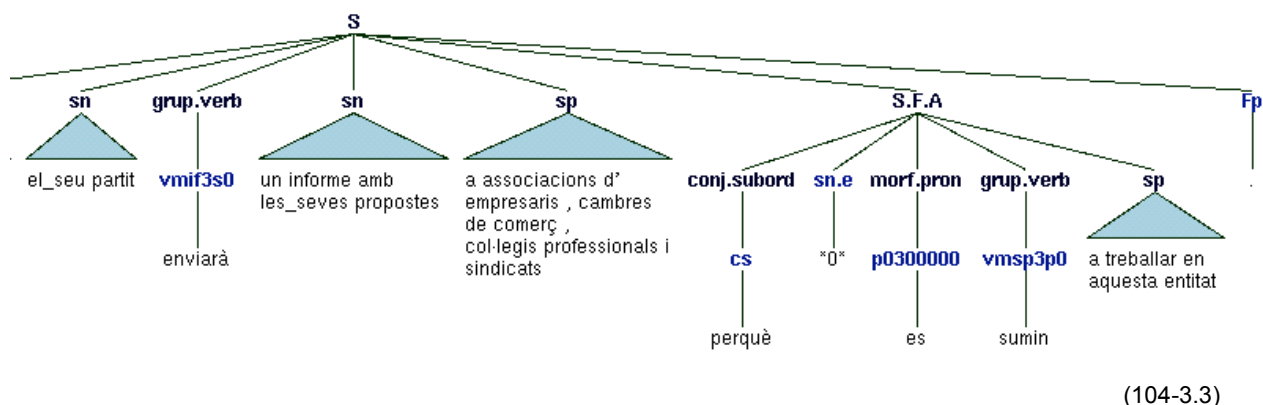 S
sn grup.verb sn sp S.F.A Fp
el_seu partit vmif3s0 un informe amb a associacions d' conj.subord sn.e morf.pron grup.verb sp .
les_seves propostes empresaris , cambres
de comerç ,
enviarà col·legis professionals i cs *0* p0300000 vmsp3p0 a treballar en
sindicats aquesta entitat
perquè es sumin
(104-3.3)